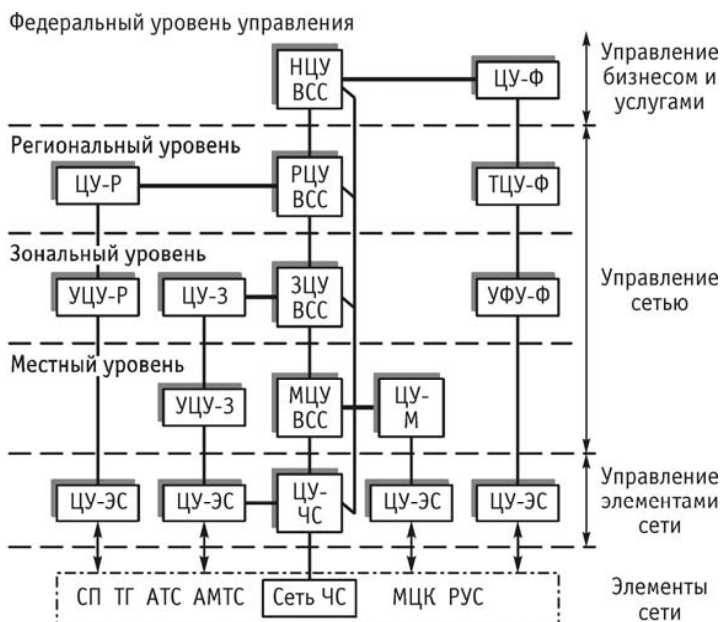 Федеральный уровень управления
НЦУ
ВСС
ЦУ-Ф
Управление
бизнесом и
услугами
Региональный уровень
ЦУ-Р
РЦУ
ВСС
ТЦУ-Ф
Зональный уровень
УЦУ-Р
ЦУ-З
ЗЦУ
ВСС
УФУ-Ф
Управление
сетью
Местный уровень
УЦУ-З
МЦУ
ВСС
ЦУ-
М
ЦУ-ЭС
ЦУ-ЭС
ЦУ-
ЧС
ЦУ-ЭС
ЦУ-ЭС
Управление
элементами
сети
СП ТГ АТС АМТС
Сеть ЧС
МЦК РУС
Элементы
сети